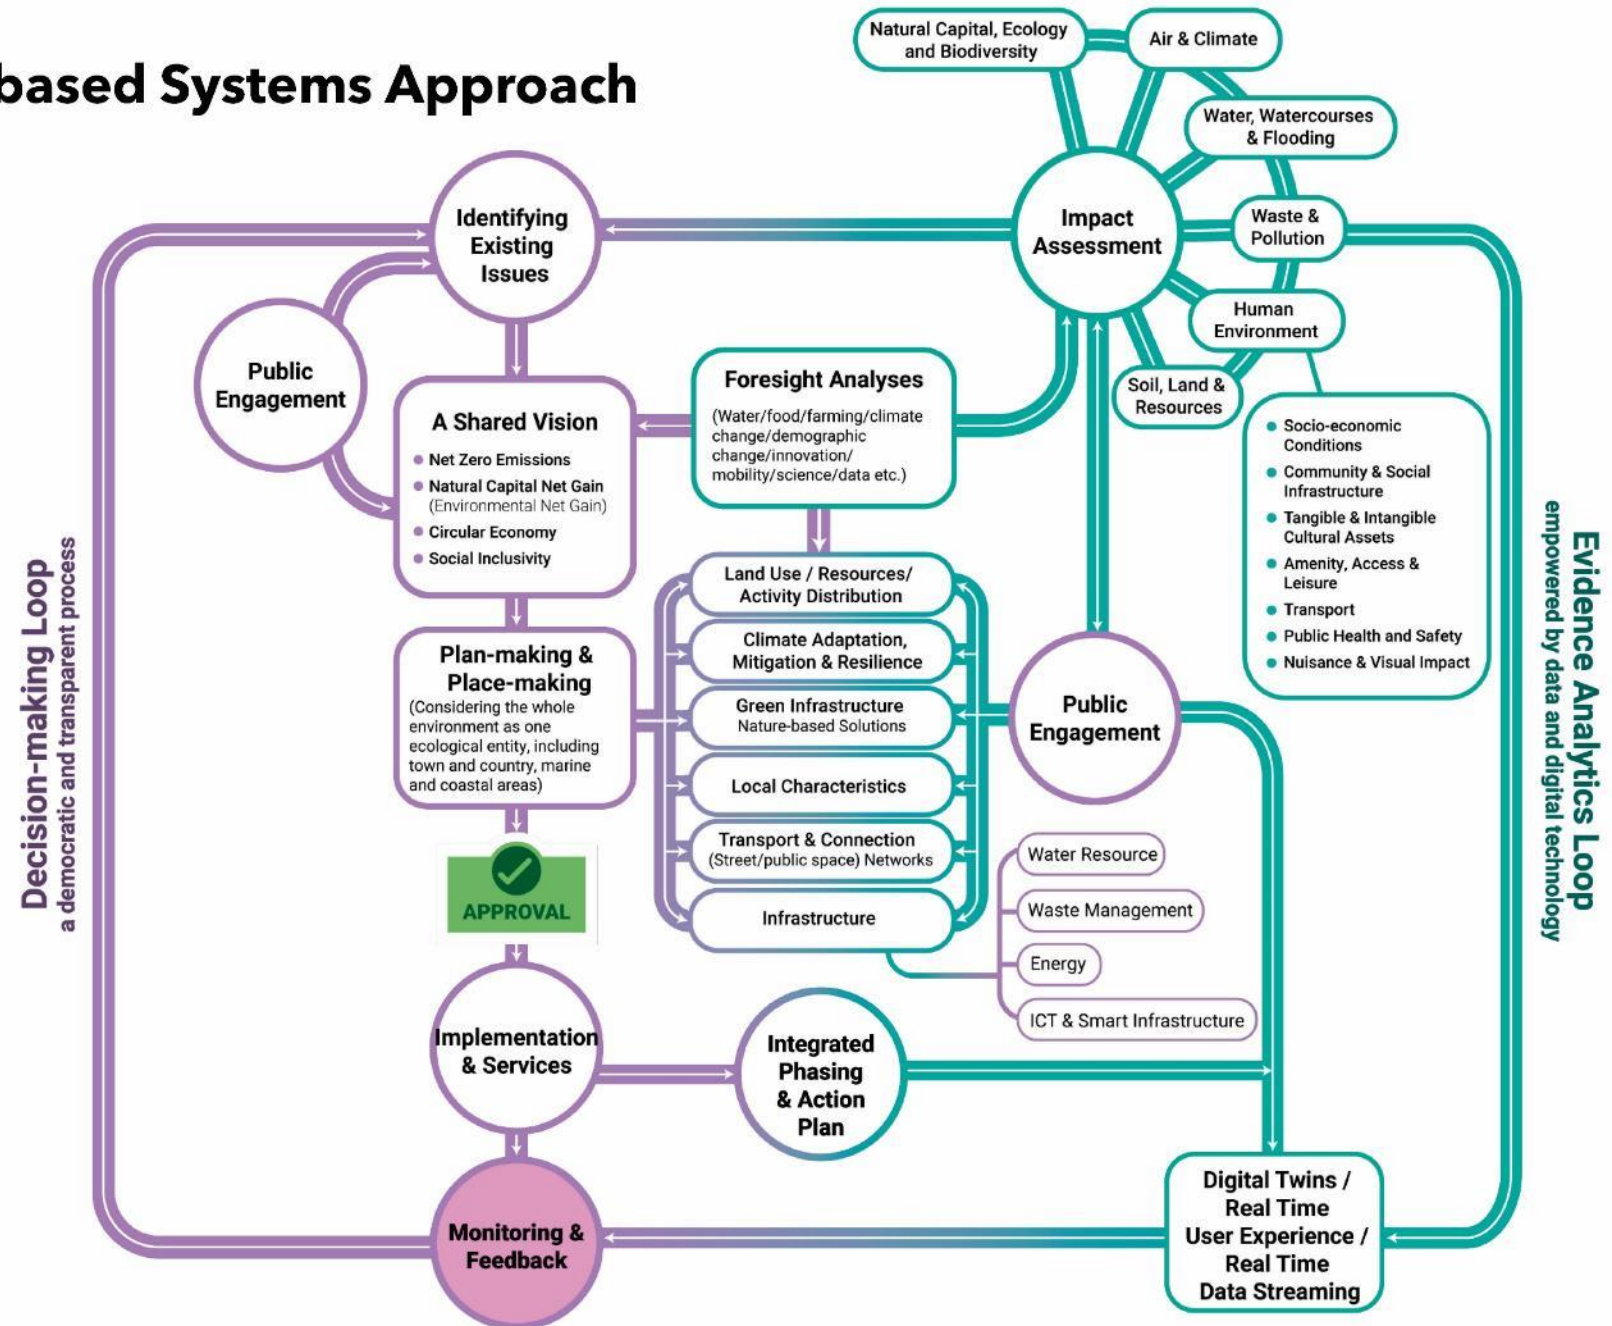 based Systems Approach
Natural Capital, Ecology
and Biodiversity
Air & Climate
Water, Watercourses
& Flooding
Identifying
Existing
Issues
Impact
Assessment
Waste &
Pollution
Human
Environment
Public
Engagement
Foresight Analyses
(Water/food/farming/climate
change/demographic
change/innovation/
mobility/science/data etc.)
Soil, Land &
Resources
A Shared Vision
Net Zero Emissions
Natural Capital Net Gain
(Environmental Net Gain)
Circular Economy
Social Inclusivity
Socio-economic
Conditions
Community & Social
Infrastructure
Tangible & Intangible
Cultural Assets
Amenity, Access &
Leisure
Transport
Public Health and Safety
Nuisance & Visual Impact
Decision-making Loop
a democratic and transparent process
Evidence Analytics Loop
empowered by data and digital technology
Plan-making &
Place-making
(Considering the whole
environment as one
ecological entity, including
town and country, marine
and coastal areas)
Land Use / Resources/
Activity Distribution
Climate Adaptation,
Mitigation & Resilience
Green Infrastructure
Nature-based Solutions
Local Characteristics
Transport & Connection
(Street/public space) Networks
Infrastructure
Public
Engagement
Water Resource
Waste Management
Energy
ICT & Smart Infrastructure
APPROVAL
Implementation
& Services
Integrated
Phasing
& Action
Plan
Monitoring &
Feedback
Digital Twins /
Real Time
User Experience /
Real Time
Data Streaming